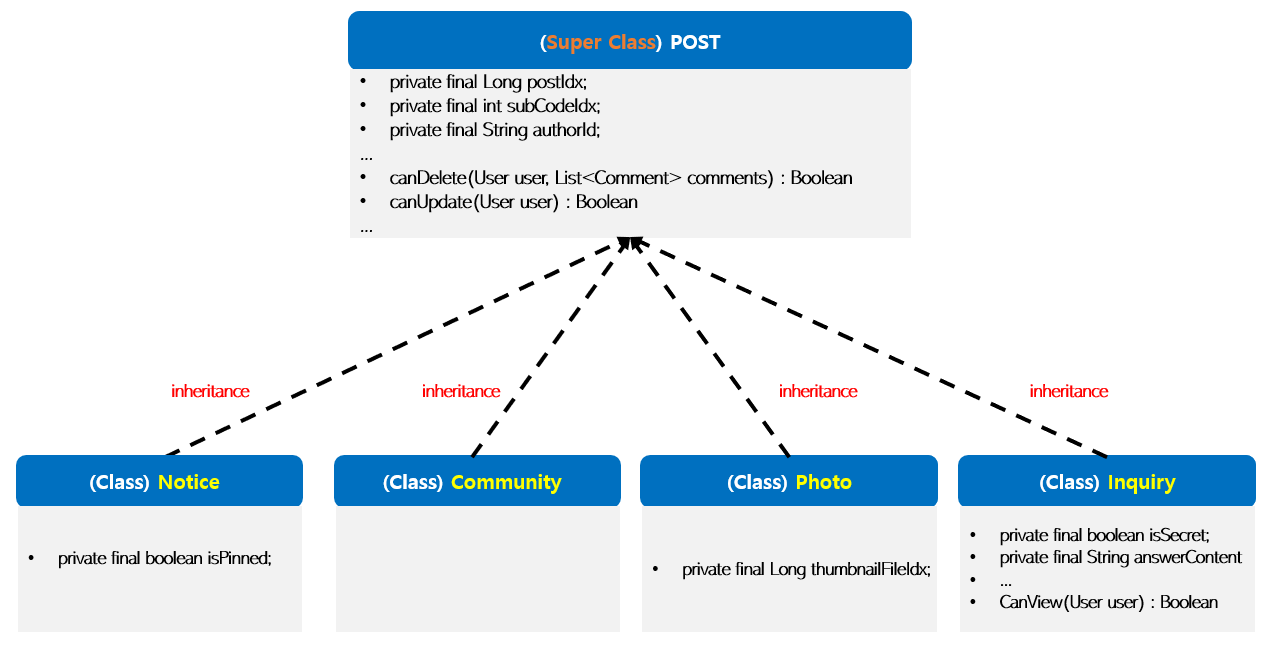 (Super Class) POST
• private final Long postIdx;
• private final int subCodeIdx;
• private final String authorId;
...
• canDelete(User user, List<Comment> comments) : Boolean
• canUpdate(User user) : Boolean
...
inheritance
inheritance
inheritance
inheritance
(Class) Notice
• private final boolean isPinned;
(Class) Community
(Class) Photo
• private final Long thumbnailFileIdx;
(Class) Inquiry
• private final boolean isSecret;
• private final String answerContent
• ...
• CanView(User user) : Boolean